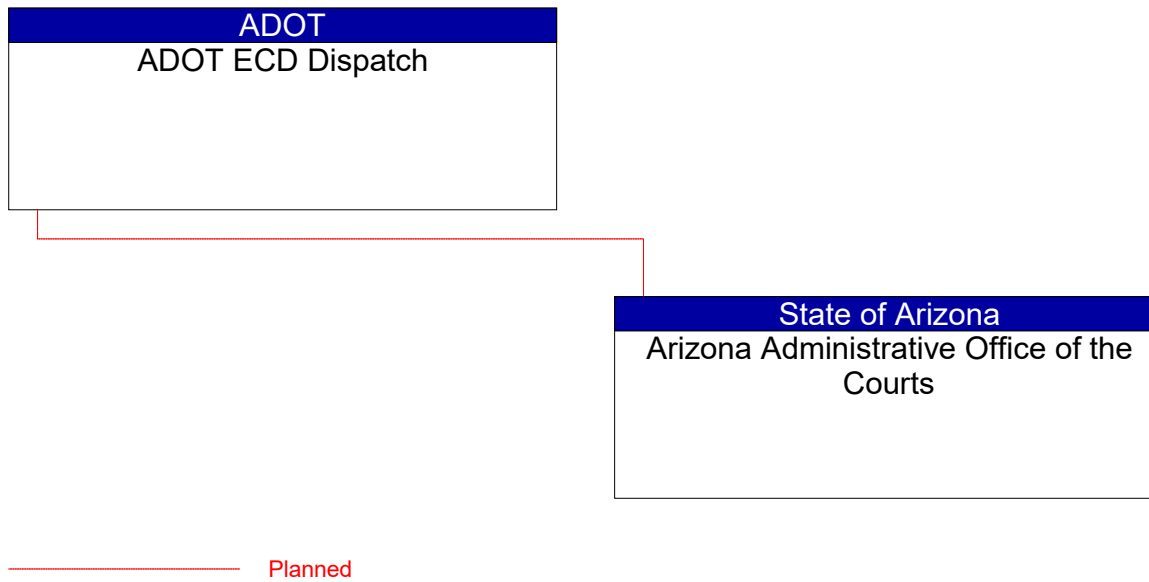 ADOT
ADOT ECD Dispatch
State of Arizona
Arizona Administrative Office of the
Courts
Planned